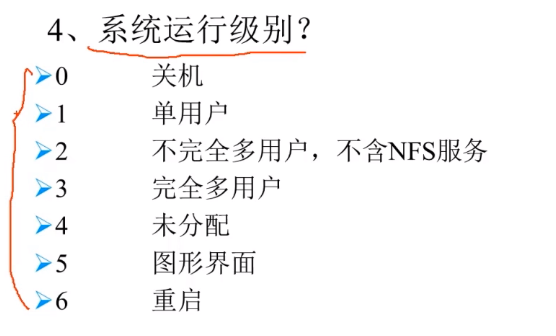 4、系统运行级别？
0 关机
1 单用户
2 不完全多用户，不含NFS服务
3 完全多用户
4 未分配
5 图形界面
6 重启